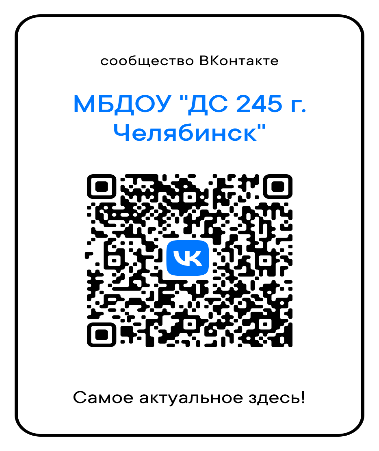 сообщество ВКонтакте
МБДОУ "ДС 245 г.
Челябинск"
Самое актуальное здесь!